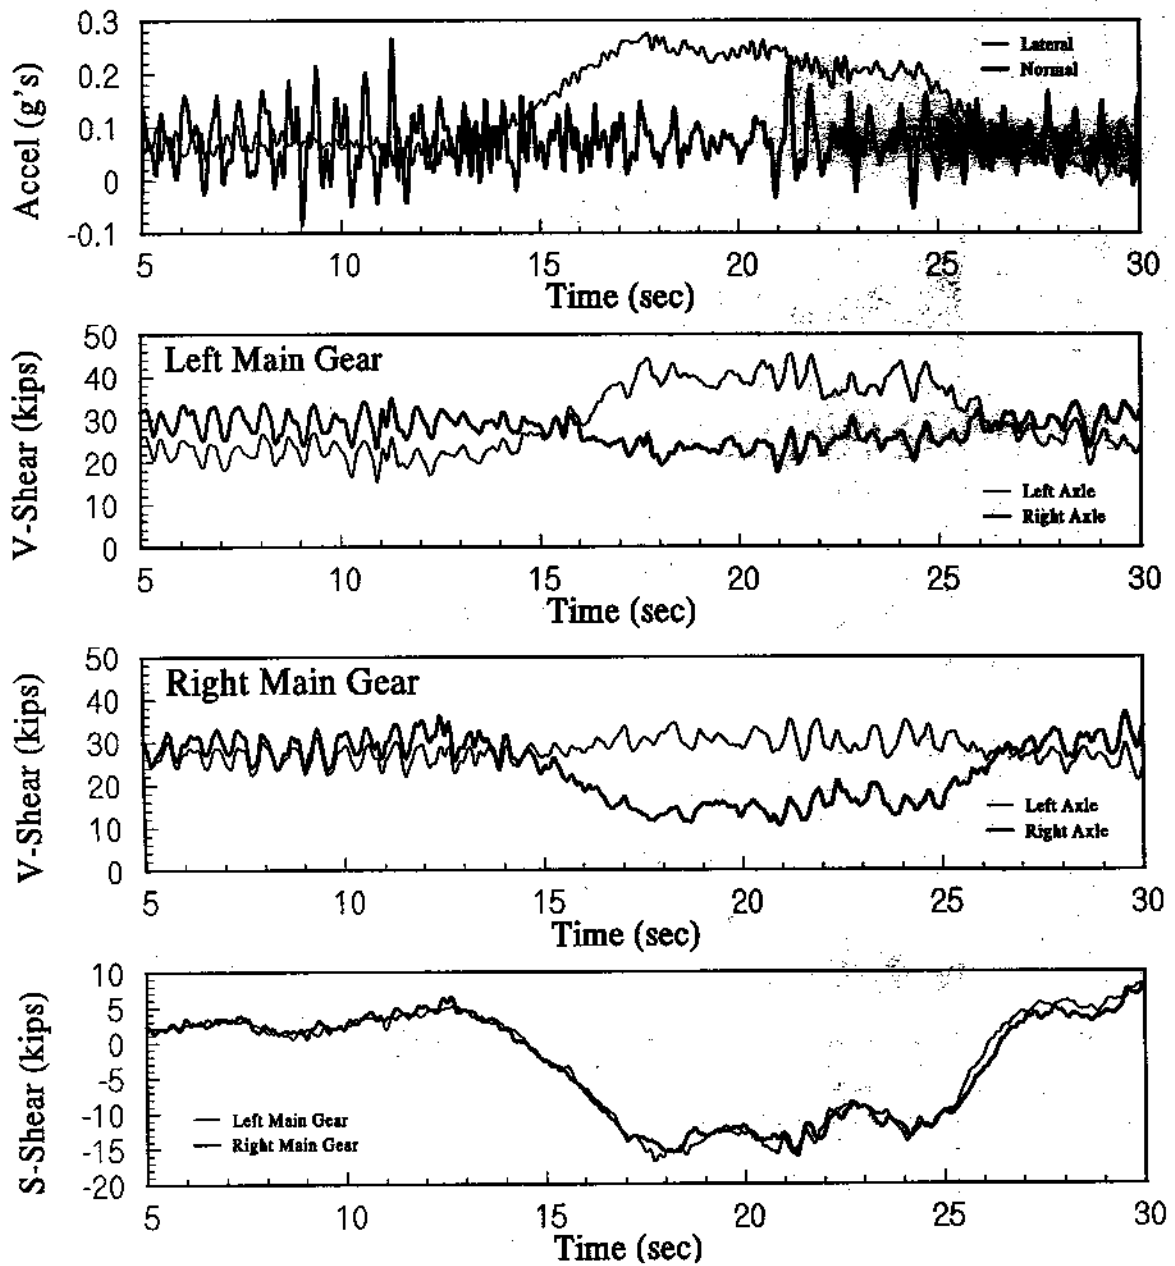 Accel (g's)
0.3
0.2
0.1
0
-0.1
Lateral
Normal
5 10 15 20 25 30
Time (sec)
V-Shear (kips)
50
40
30
20
10
0
Left Main Gear
Left Axle
Right Axle
5 10 15 20 25 30
Time (sec)
V-Shear (kips)
50
40
30
20
10
0
Right Main Gear
Left Axle
Right Axle
5 10 15 20 25 30
Time (sec)
S-Shear (kips)
10
5
0
-5
-10
-15
-20
Left Main Gear
Right Main Gear
5 10 15 20 25 30
Time (sec)